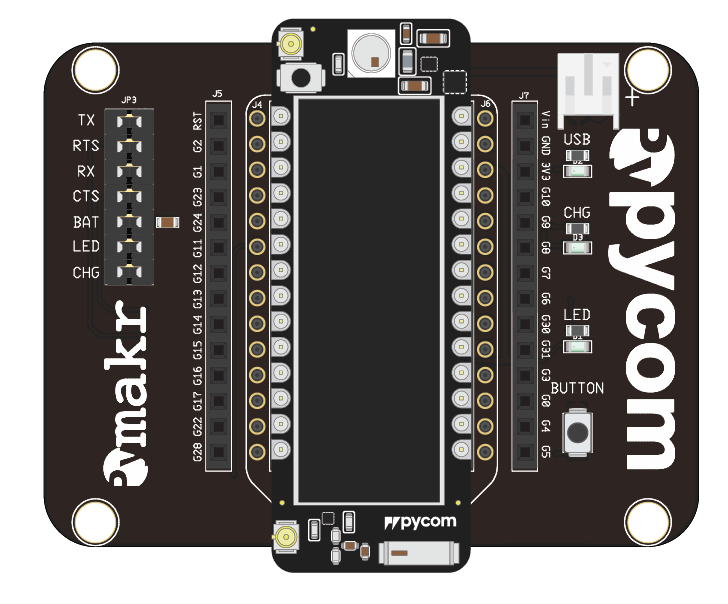 JP3
TX
RTS
RX
CTS
BAT
LED
CHG
J5
RST
G2
G1
G23
G24
G11
G12
G13
G14
G15
G16
G17
G22
G28
J4
J6
J7
Vin
GND
3V3
G10
G9
G8
G7
G6
G30
G31
G3
G0
G4
G5
+
USB
D2
CHG
D3
LED
D1
BUTTON
Pymakr
pycom
pycom